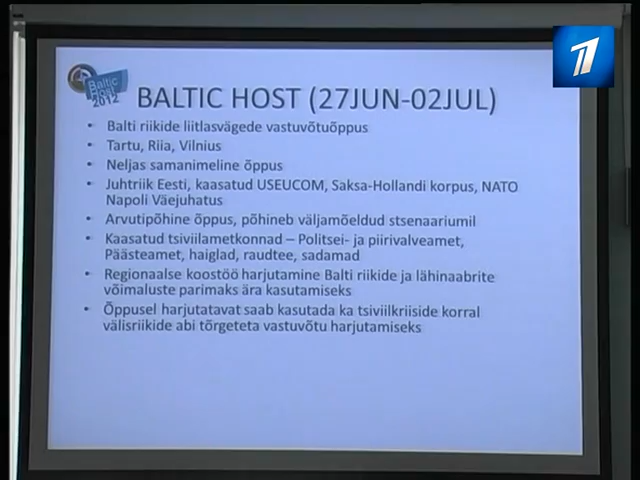 1
Baltic
Host
2012
BALTIC HOST (27JUN-02JUL)
• Balti riikide liitlasvägede vastuvõtuõppus
• Tartu, Riia, Vilnius
• Neljas samanimeline õppus
• Juhtriik Eesti, kaasatud USEUCOM, Saksa-Hollandi korpus, NATO
Napoli Väejuhatus
• Arvutipõhine õppus, põhineb väljamõeldud stsenaariumil
• Kaasatud tsiviilametkonnad – Politsei- ja piirivalveamet,
Päästeamet, haiglad, raudtee, sadamad
• Regionaalse koostöö harjutamine Balti riikide ja lähinaabrite
võimaluste parimaks ära kasutamiseks
• Õppusel harjutatavat saab kasutada ka tsiviilkriiside korral
välisriikide abi tõrgeteta vastuvõtu harjutamiseks